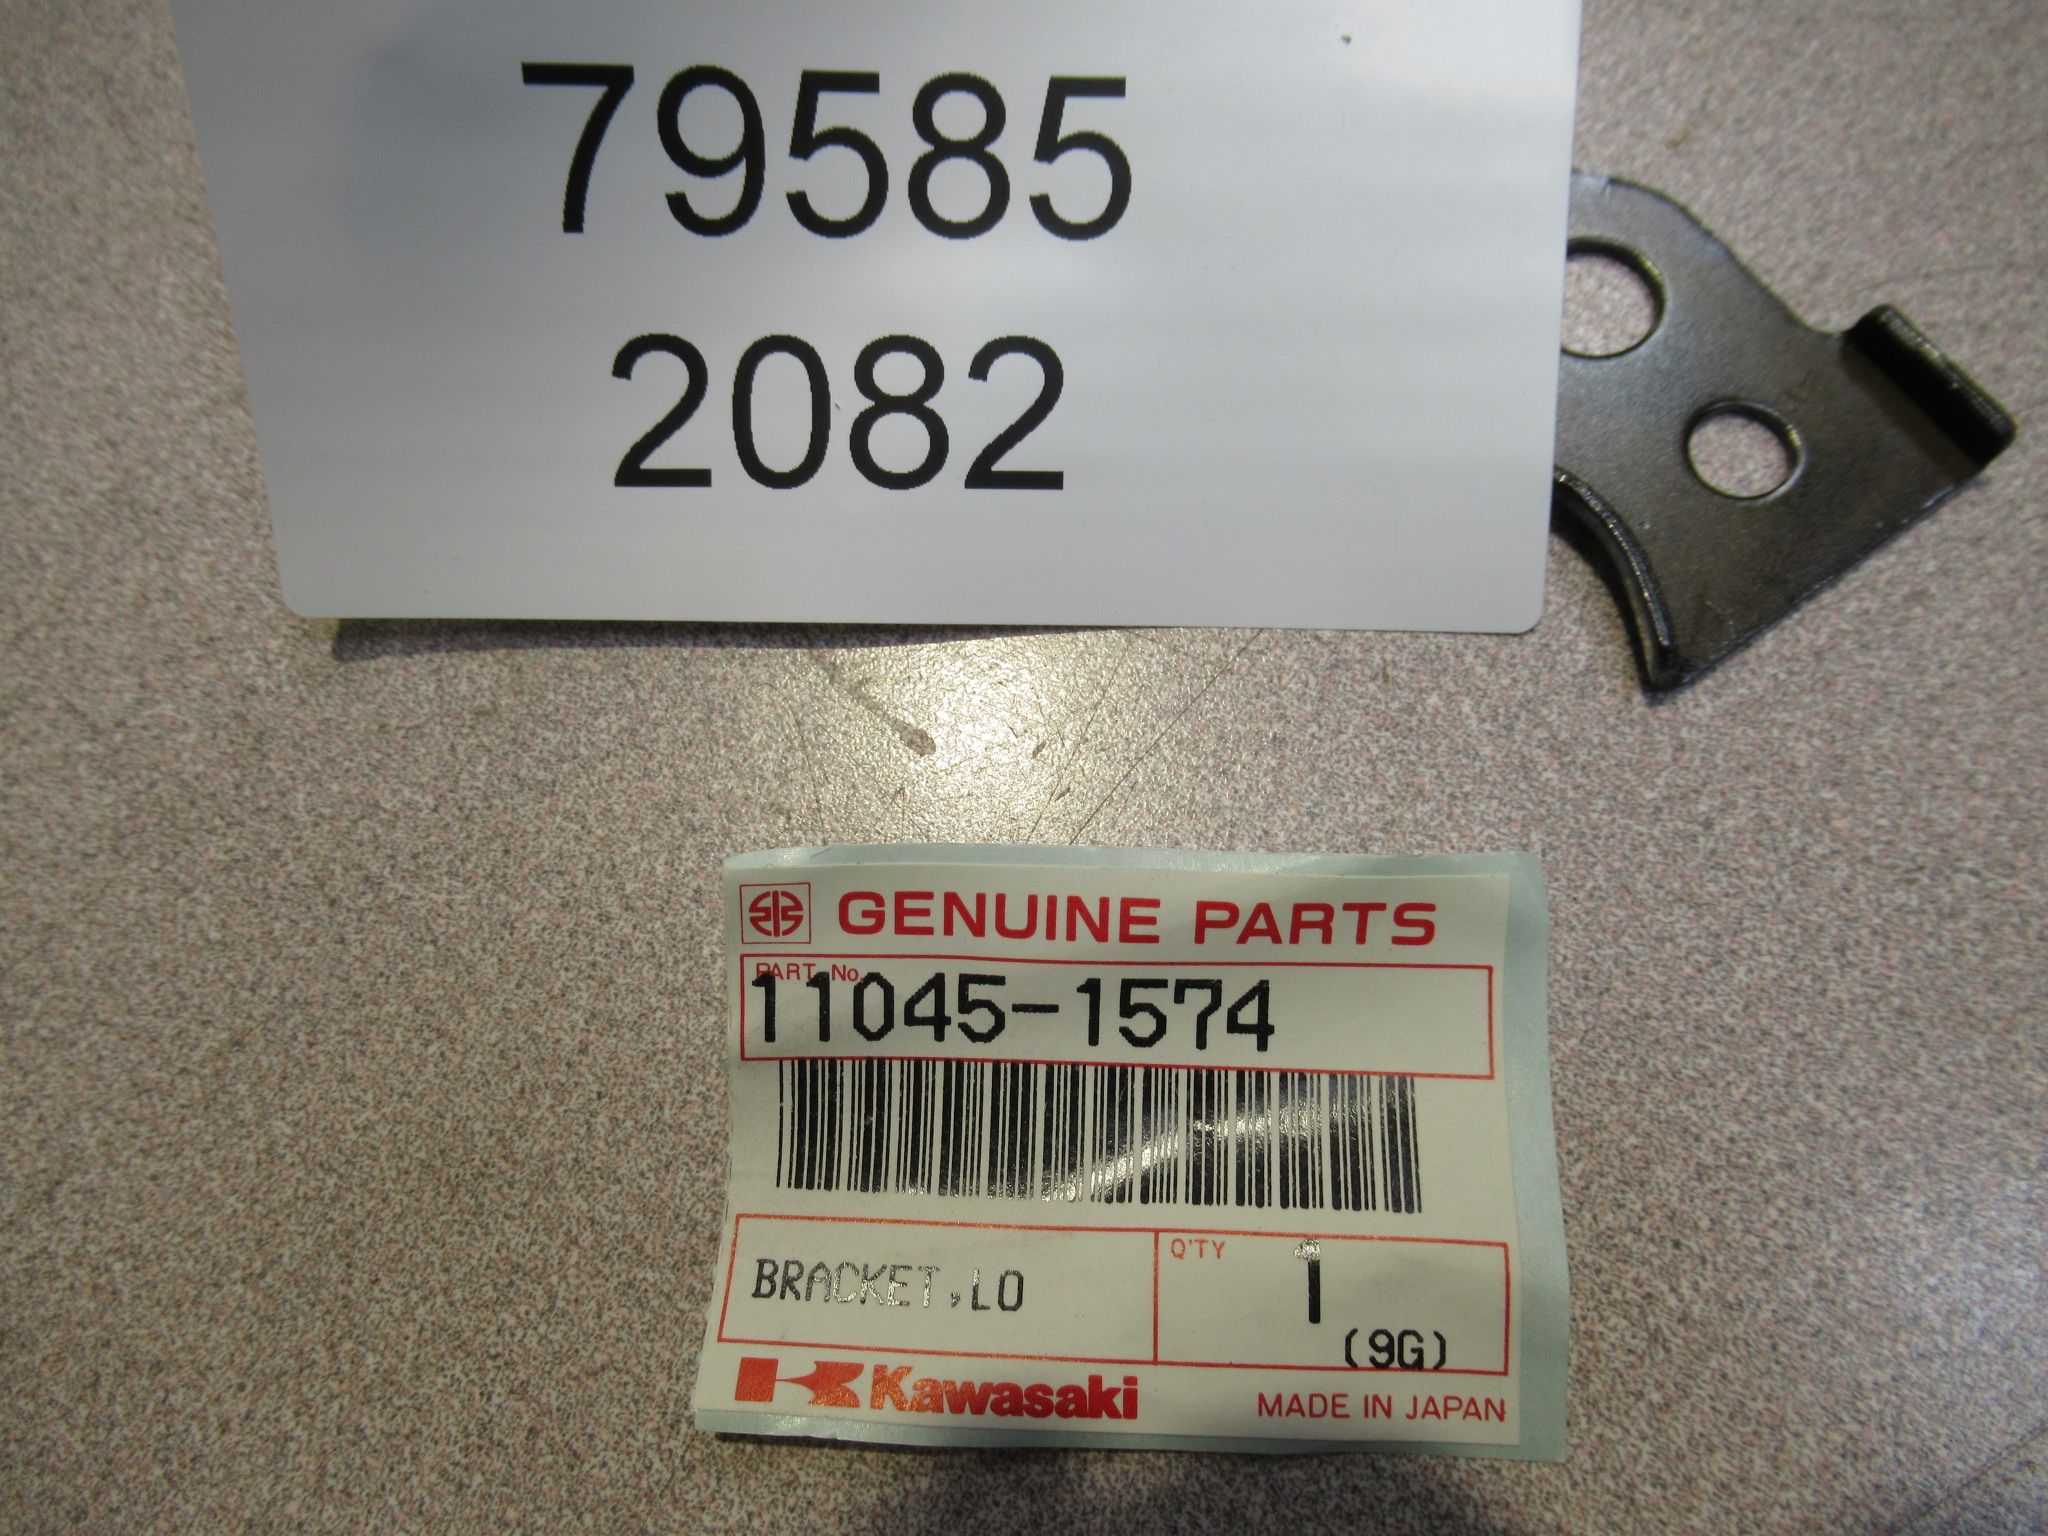 79585
2082
GENUINE PARTS
PART No.
11045-1574
BRACKET,LO
Q'TY
1
(9G)
Kawasaki
MADE IN JAPAN